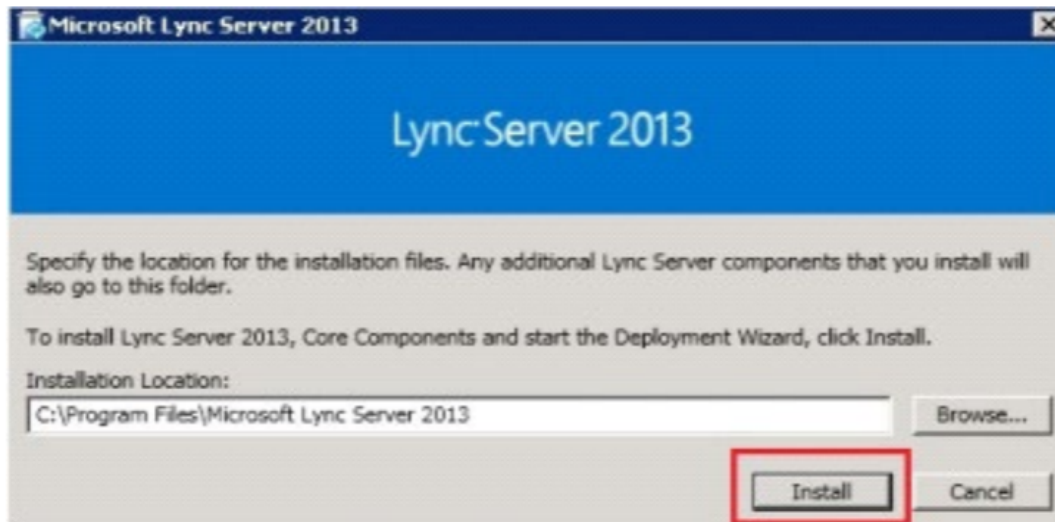 Microsoft Lync Server 2013
Lync Server 2013
Specify the location for the installation files. Any additional Lync Server components that you install will
also go to this folder.
To install Lync Server 2013, Core Components and start the Deployment Wizard, click Install.
Installation Location:
C:\Program Files\Microsoft Lync Server 2013
Browse...
Install
Cancel